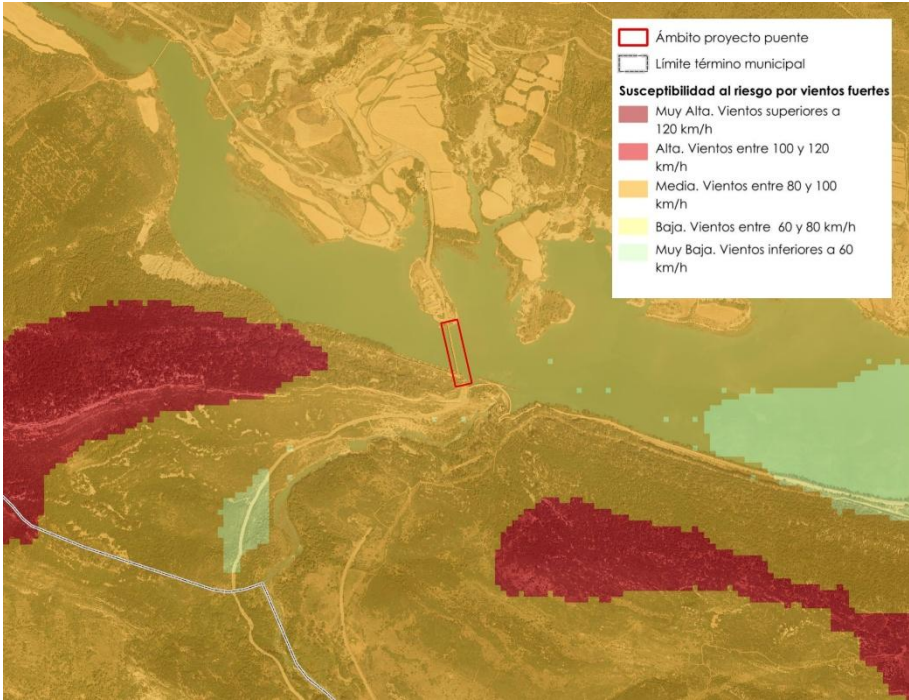 Ámbito proyecto puente
Límite término municipal
Susceptibilidad al riesgo por vientos fuertes
Muy Alta. Vientos superiores a
120 km/h
Alta. Vientos entre 100 y 120
km/h
Media. Vientos entre 80 y 100
km/h
Baja. Vientos entre  60 y 80 km/h
Muy Baja. Vientos inferiores a 60
km/h